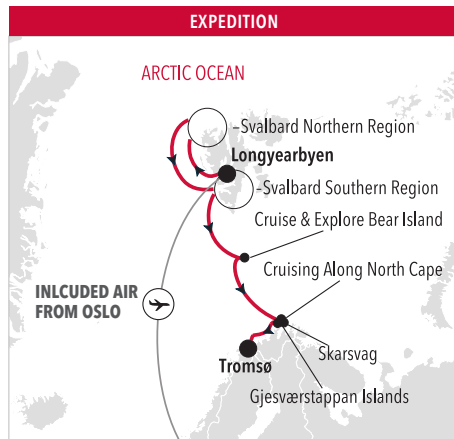 EXPEDITION
ARCTIC OCEAN
–Svalbard Northern Region
Longyearbyen
–Svalbard Southern Region
Cruise & Explore Bear Island
Cruising Along North Cape
INLCUDED AIR
FROM OSLO
Skarsvag
Tromsø
Gjesværstappan Islands